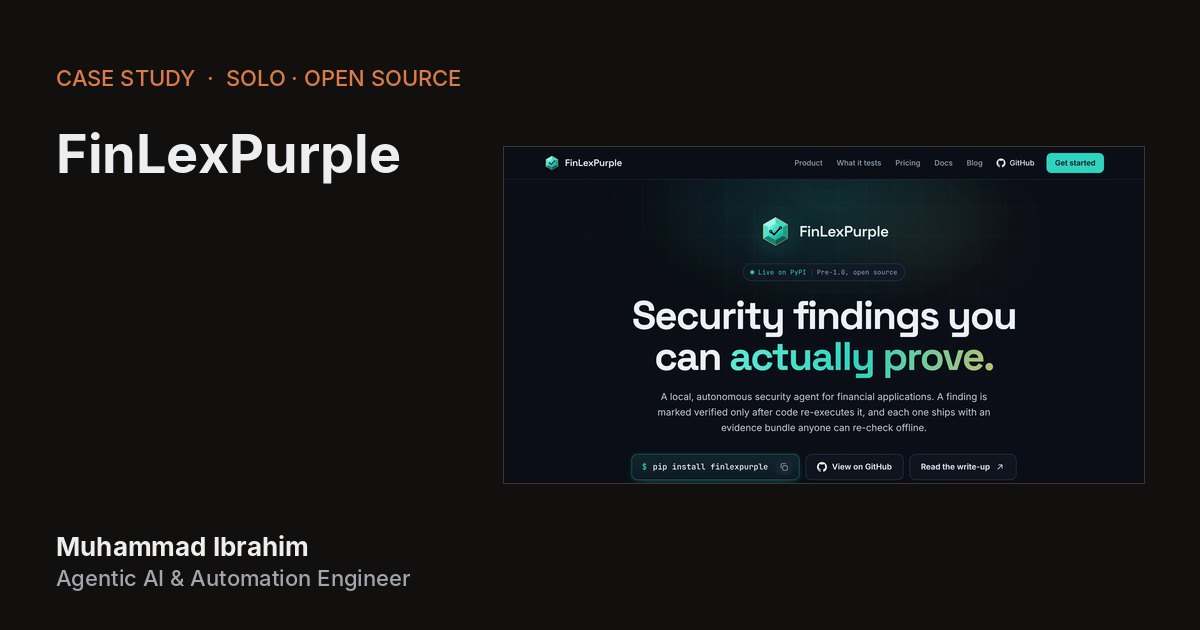 CASE STUDY · SOLO · OPEN SOURCE
FinLexPurple
FinLexPurple
Product What it tests Pricing Docs Blog GitHub Get started
FinLexPurple
Live on PyPI Pre-1.0, open source
Security findings you
can actually prove.
A local, autonomous security agent for financial applications. A finding is
marked verified only after code re-executes it, and each one ships with an
evidence bundle anyone can re-check offline.
$ pip install finlexpurple
View on GitHub
Read the write-up ↗
Muhammad Ibrahim
Agentic AI & Automation Engineer